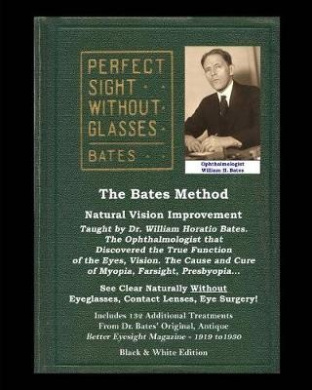 PERFECT
SIGHT
WITHOUT
GLASSES
BATES
Ophthalmologist
William H. Bates
The Bates Method
Natural Vision Improvement
Taught by Dr. William Horatio Bates.
The Ophthalmologist that
Discovered the True Function
of the Eyes, Vision. The Cause and Cure
of Myopia, Farsight, Presbyopia...
See Clear Naturally Without
Eyeglasses, Contact Lenses, Eye Surgery!
Includes 132 Additional Treatments
From Dr. Bates' Original, Antique
Better Eyesight Magazine - 1919 to1930
Black & White Edition